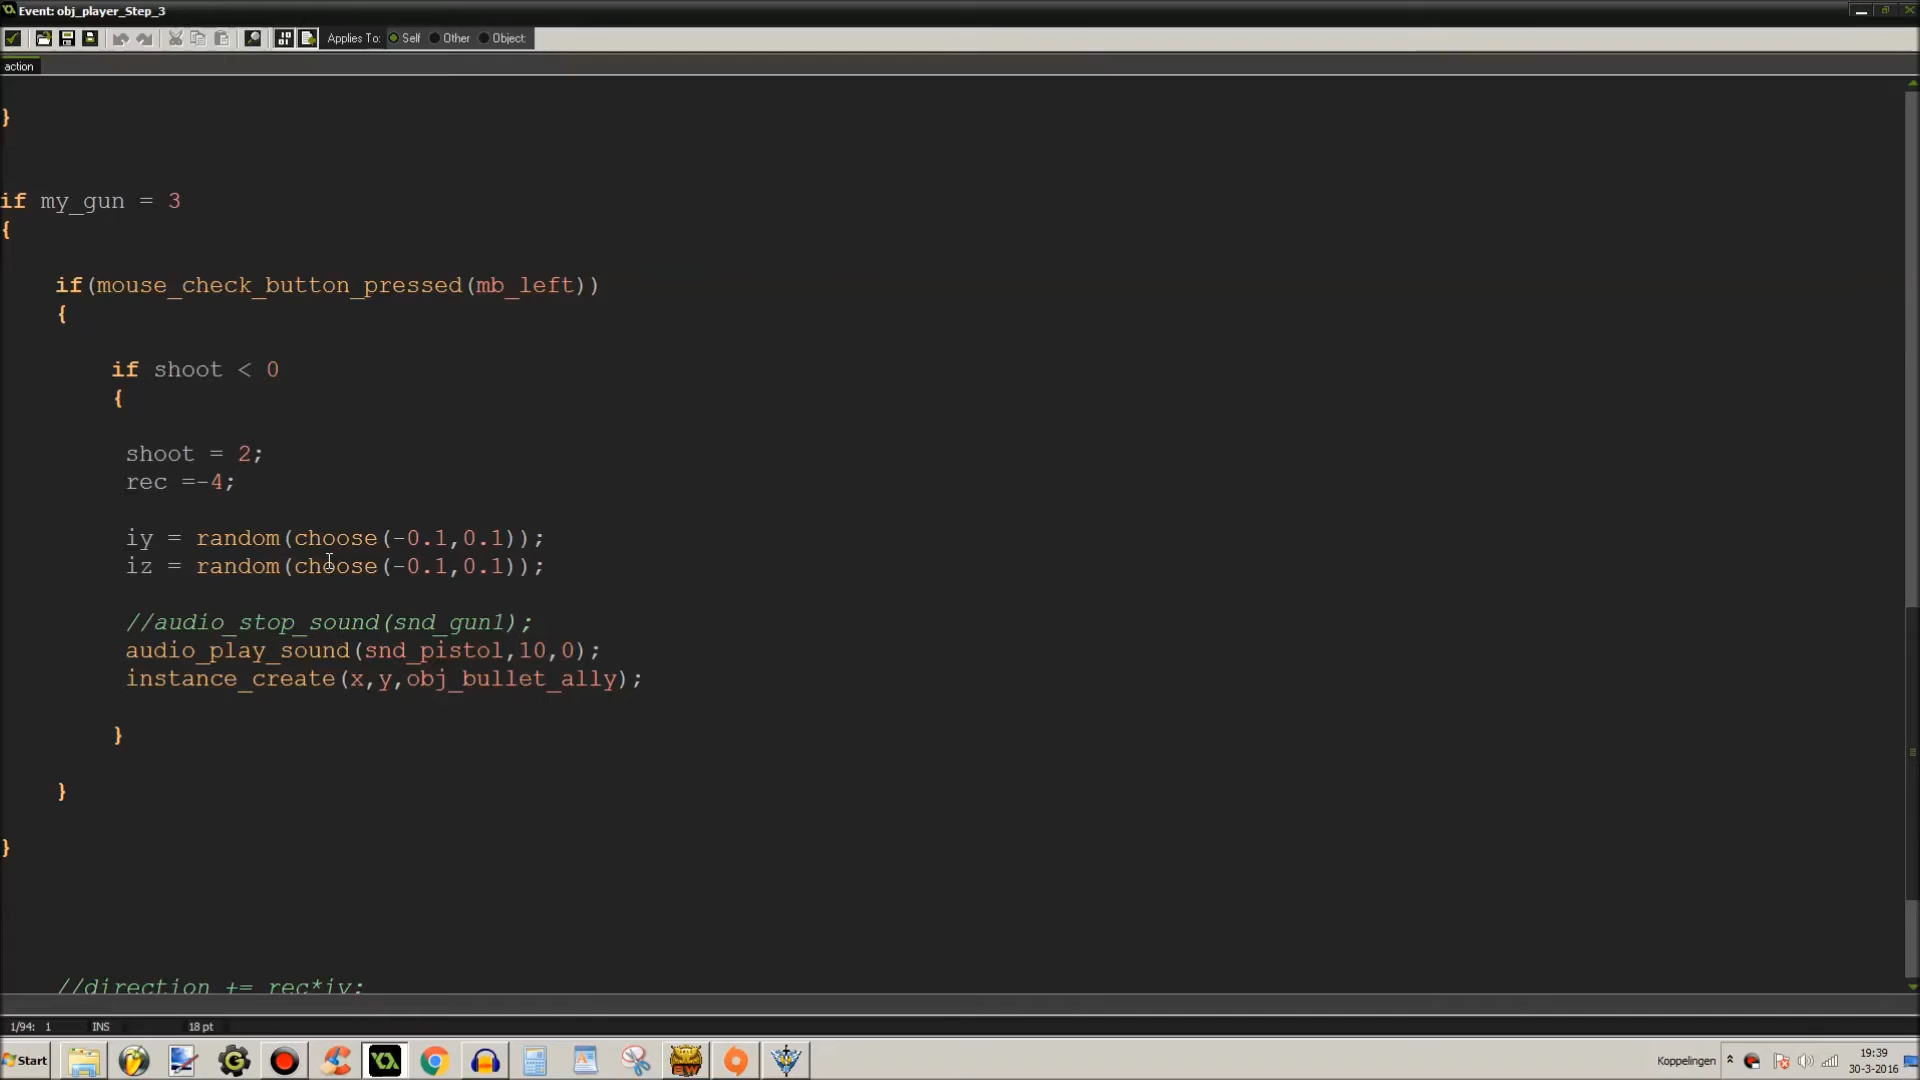 Event: obj_player_Step_3
Applies To: Self Other Object:
action
}
if my_gun = 3
{
if(mouse_check_button_pressed(mb_left))
{
if shoot < 0
{
shoot = 2;
rec =-4;
iy = random(choose(-0.1,0.1));
iz = random(choose(-0.1,0.1));
//audio_stop_sound(snd_gun1);
audio_play_sound(snd_pistol,10,0);
instance_create(x,y,obj_bullet_ally);
}
}
}
//direction += rec*iy;
1/94: 1 INS 18 pt
Start
EW
Koppelingen
19:39
30-3-2016